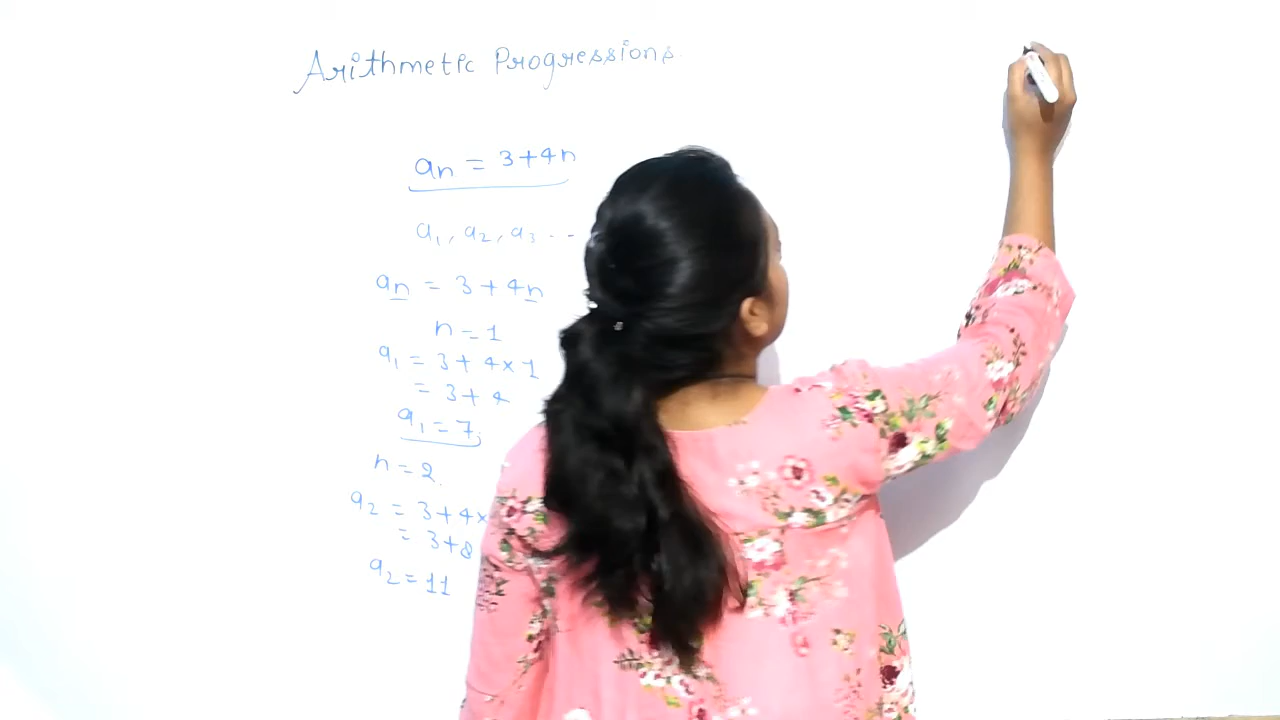 Arithmetic Progressions.
an = 3+4n
a1, a2, a3 ...
an = 3 + 4n
n = 1
a1 = 3 + 4×1
= 3 + 4
a1 = 7
n = 2.
a2 = 3+4×
= 3+8
a2 = 11